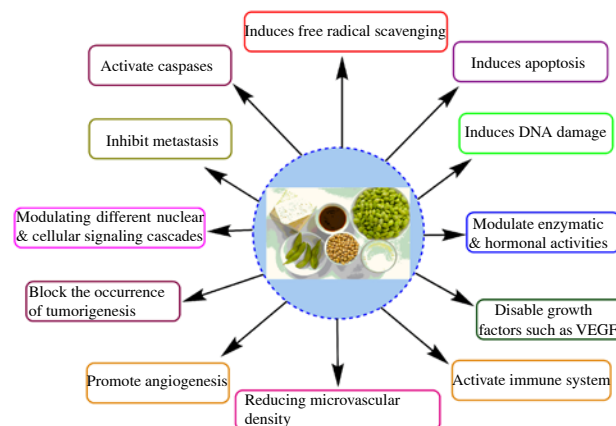 Induces free radical scavenging
Activate caspases
Induces apoptosis
Inhibit metastasis
Induces DNA damage
Modulating different nuclear
& cellular signaling cascades
Modulate enzymatic
& hormonal activities
Block the occurrence
of tumorigenesis
Disable growth
factors such as VEGF
Promote angiogenesis
Activate immune system
Reducing microvascular
density